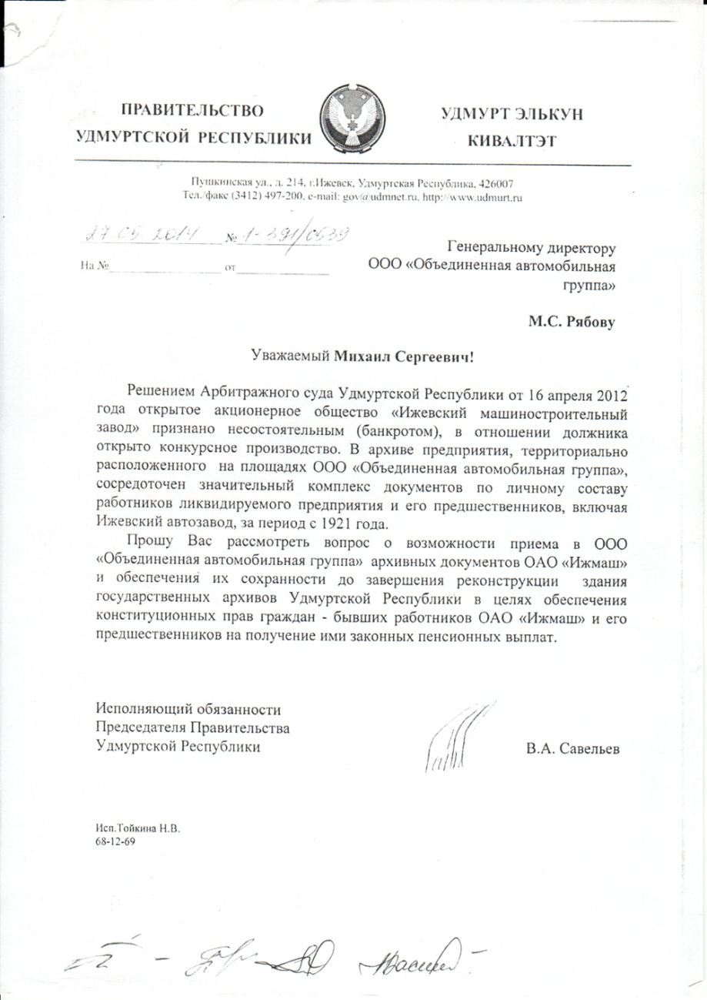 ПРАВИТЕЛЬСТВО
УДМУРТСКОЙ РЕСПУБЛИКИ
УДМУРТ ЭЛЬКУН
КИВАЛТЭТ
Пушкинская ул., д. 214, г.Ижевск, Удмуртская Республика, 426007
Тел./факс (3412) 497-200, e-mail: gov@udmnet.ru, http://www.udmurt.ru
27.05.2014 № 1-391/0539
На № от
Генеральному директору
ООО «Объединенная автомобильная
группа»
М.С. Рябову
Уважаемый Михаил Сергеевич!
Решением Арбитражного суда Удмуртской Республики от 16 апреля 2012
года открытое акционерное общество «Ижевский машиностроительный
завод» признано несостоятельным (банкротом), в отношении должника
открыто конкурсное производство. В архиве предприятия, территориально
расположенного на площадях ООО «Объединенная автомобильная группа»,
сосредоточен значительный комплекс документов по личному составу
работников ликвидируемого предприятия и его предшественников, включая
Ижевский автозавод, за период с 1921 года.
Прошу Вас рассмотреть вопрос о возможности приема в ООО
«Объединенная автомобильная группа» архивных документов ОАО «Ижмаш»
и обеспечения их сохранности до завершения реконструкции здания
государственных архивов Удмуртской Республики в целях обеспечения
конституционных прав граждан - бывших работников ОАО «Ижмаш» и его
предшественников на получение ими законных пенсионных выплат.
Исполняющий обязанности
Председателя Правительства
Удмуртской Республики
В.А. Савельев
Исп.Тойкина Н.В.
68-12-69